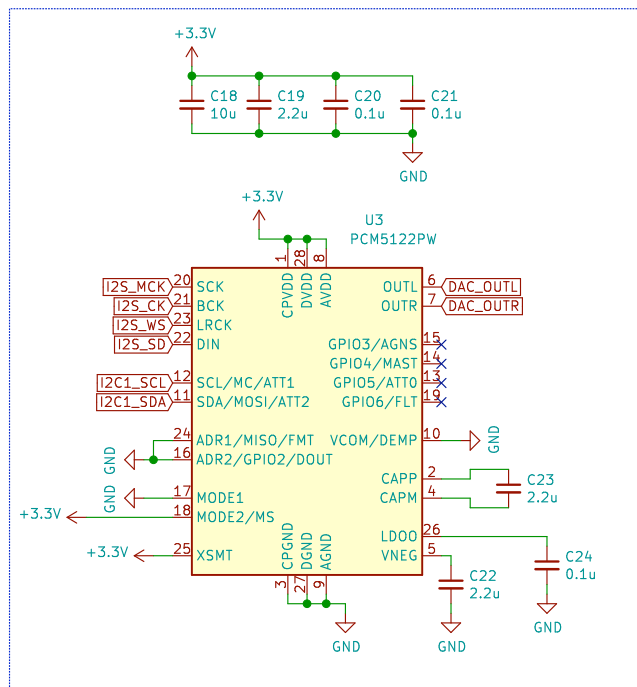 +3.3V
C18 C19 C20 C21
10u 2.2u 0.1u 0.1u
GND
+3.3V
U3
PCM5122PW
1 28 8
CPVDD DVDD AVDD
I2S_MCK 20 SCK OUTL 6 DAC_OUTL
I2S_CK 21 BCK OUTR 7 DAC_OUTR
I2S_WS 23 LRCK
I2S_SD 22 DIN GPIO3/AGNS 15
GPIO4/MAST 14
I2C1_SCL 12 SCL/MC/ATT1 GPIO5/ATT0 13
I2C1_SDA 11 SDA/MOSI/ATT2 GPIO6/FLT 19
24 ADR1/MISO/FMT VCOM/DEMP 10 GND
GND 16 ADR2/GPIO2/DOUT
CAPP 2 C23
GND 17 MODE1 CAPM 4 2.2u
+3.3V 18 MODE2/MS
LDOO 26
+3.3V 25 XSMT VNEG 5 C24
CPGND DGND AGND C22 0.1u
3 27 9 2.2u
GND GND GND